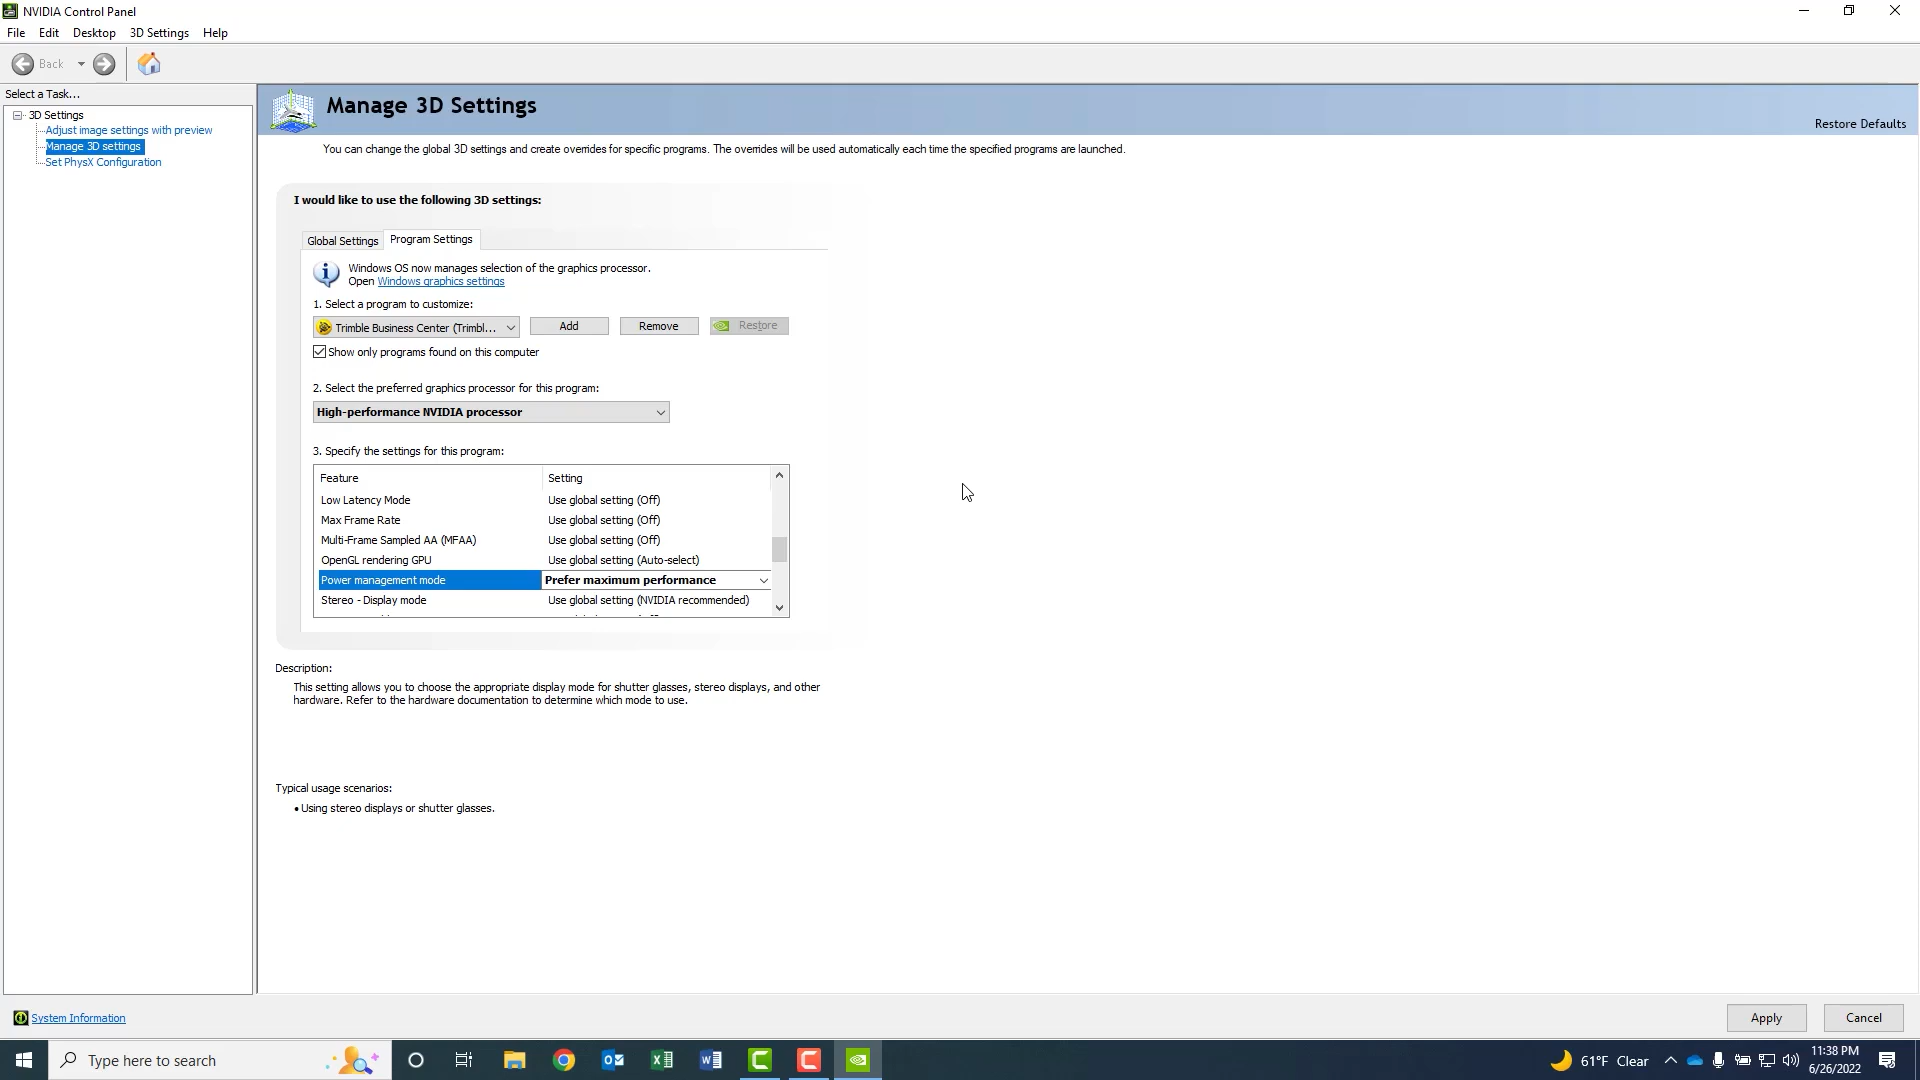 NVIDIA Control Panel
File Edit Desktop 3D Settings Help
Back
Select a Task...
3D Settings
Adjust image settings with preview
Manage 3D settings
Set PhysX Configuration
Manage 3D Settings
Restore Defaults
You can change the global 3D settings and create overrides for specific programs. The overrides will be used automatically each time the specified programs are launched.
I would like to use the following 3D settings:
Global Settings Program Settings
Windows OS now manages selection of the graphics processor.
Open Windows graphics settings
1. Select a program to customize:
Trimble Business Center (Trimbl... Add Remove Restore
Show only programs found on this computer
2. Select the preferred graphics processor for this program:
High-performance NVIDIA processor
3. Specify the settings for this program:
Feature Setting
Low Latency Mode Use global setting (Off)
Max Frame Rate Use global setting (Off)
Multi-Frame Sampled AA (MFAA) Use global setting (Off)
OpenGL rendering GPU Use global setting (Auto-select)
Power management mode Prefer maximum performance
Stereo - Display mode Use global setting (NVIDIA recommended)
Description:
This setting allows you to choose the appropriate display mode for shutter glasses, stereo displays, and other
hardware. Refer to the hardware documentation to determine which mode to use.
Typical usage scenarios:
• Using stereo displays or shutter glasses.
System Information
Apply Cancel
Type here to search
61°F Clear
11:38 PM
6/26/2022